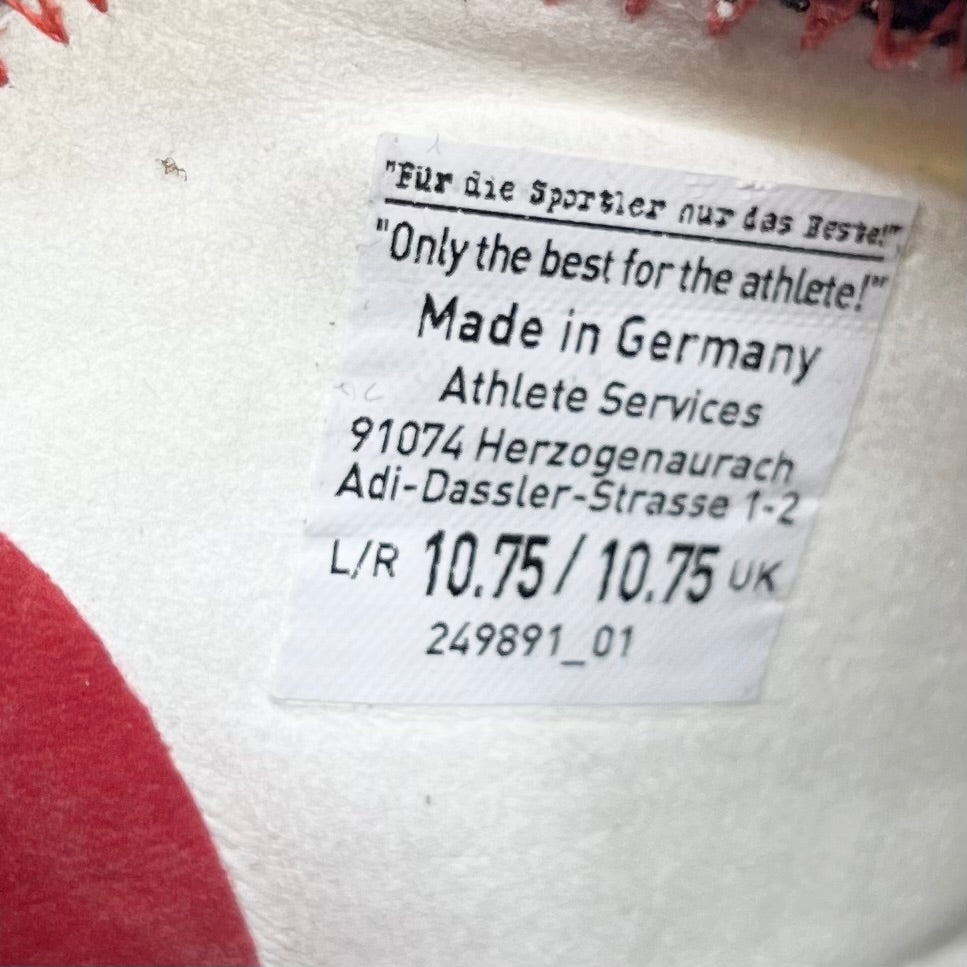 "Für die Sportler nur das Beste!"
"Only the best for the athlete!"
Made in Germany
Athlete Services
91074 Herzogenaurach
Adi-Dassler-Strasse 1-2
L/R 10.75 / 10.75 UK
249891_01